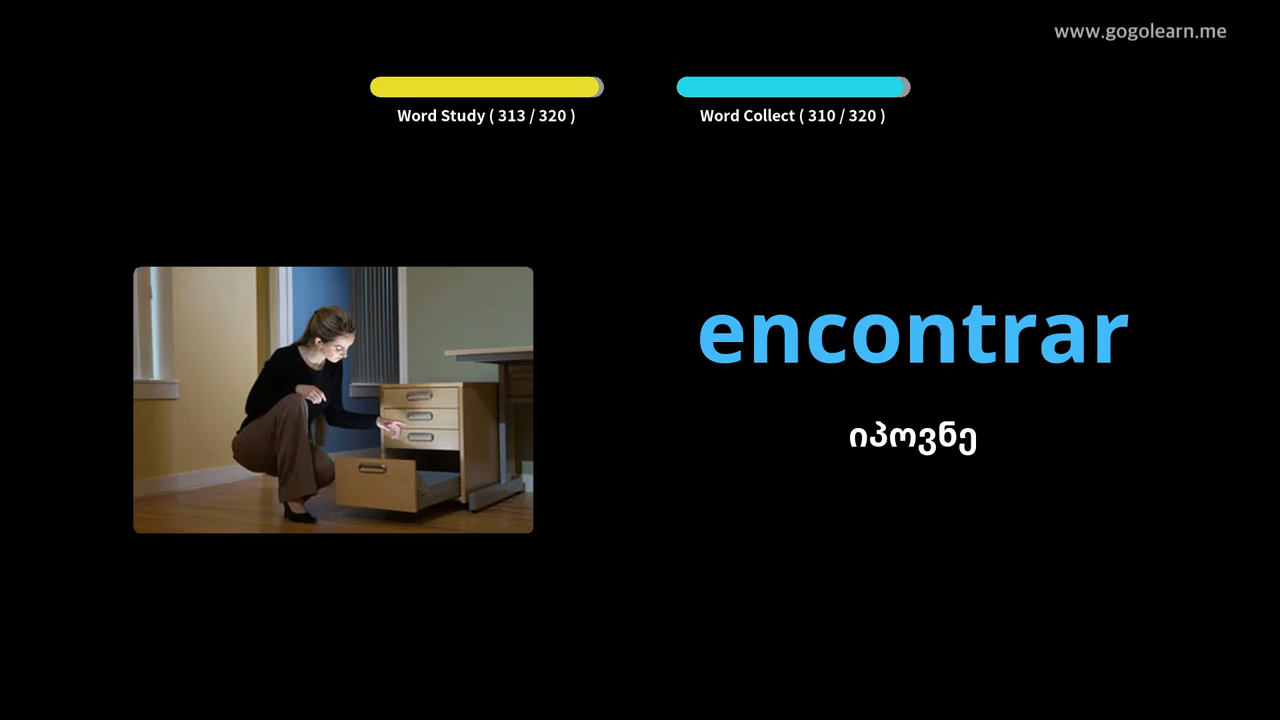 www.gogolearn.me
Word Study ( 313 / 320 )
Word Collect ( 310 / 320 )
encontrar
იპოვნე